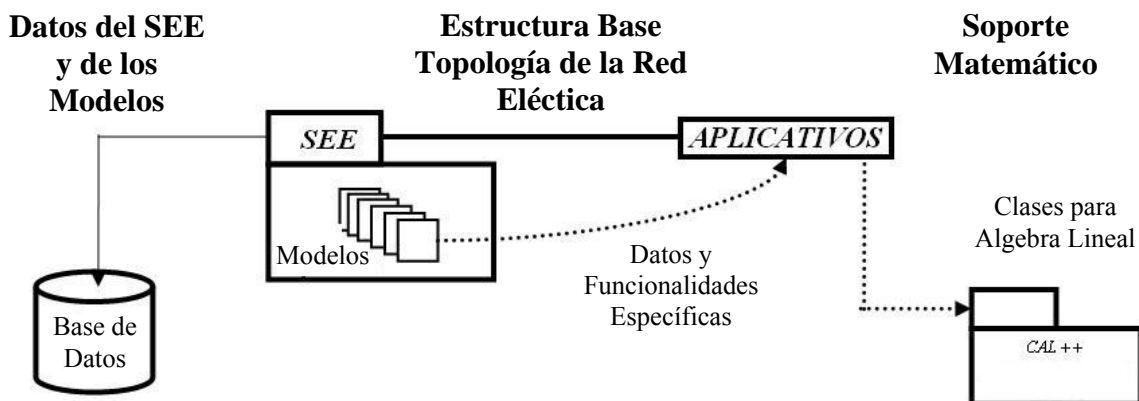 Datos del SEE
y de los
Modelos
Estructura Base
Topología de la Red
Eléctica
Soporte
Matemático
SEE
APLICATIVOS
Modelos
Datos y
Funcionalidades
Específicas
Clases para
Algebra Lineal
Base de
Datos
CAL ++